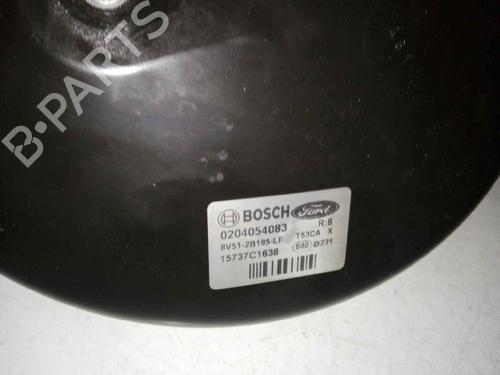 B-PARTS
BOSCH Ford
0204054083 R:8
8V51-2B195-LF T53CA X
15737C1638 640 Ø231